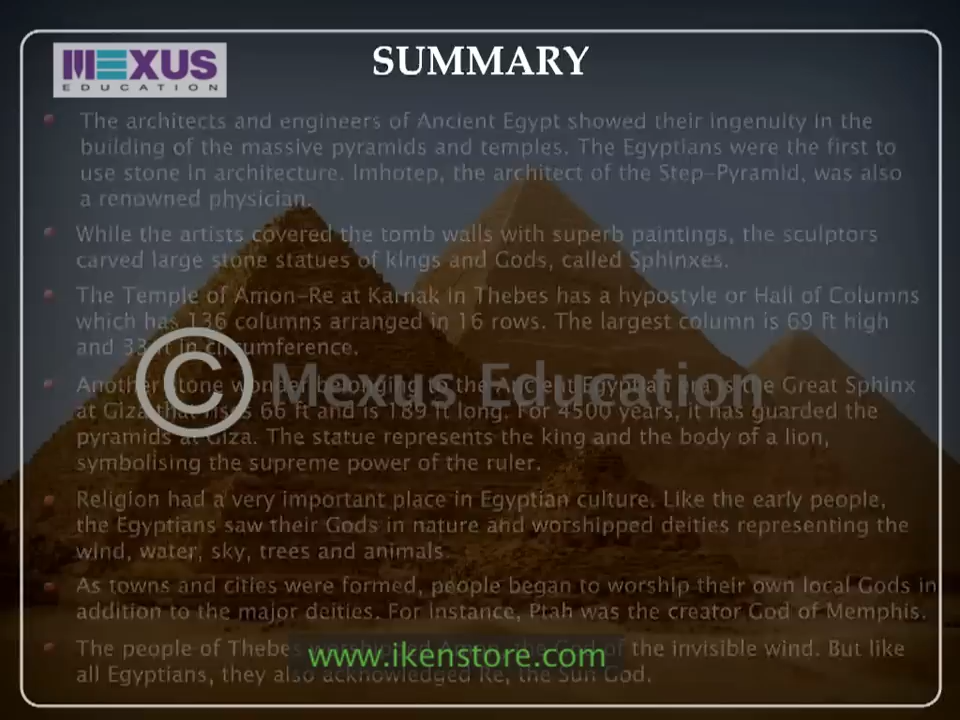 MEXUS
EDUCATION
SUMMARY
The architects and engineers of Ancient Egypt showed their ingenuity in the
building of the massive pyramids and temples. The Egyptians were the first to
use stone in architecture. Imhotep, the architect of the Step-Pyramid, was also
a renowned physician.
While the artists covered the tomb walls with superb paintings, the sculptors
carved large stone statues of kings and Gods, called Sphinxes.
The Temple of Amon-Re at Karnak in Thebes has a hypostyle or Hall of Columns
which has 136 columns arranged in 16 rows. The largest column is 69 ft high
and 33 ft in circumference.
© Mexus Education
Another stone wonder belonging to the Ancient Egyptian era is the Great Sphinx
at Giza that rises 66 ft and is 189 ft long. For 4500 years, it has guarded the
pyramids at Giza. The statue represents the king and the body of a lion,
symbolising the supreme power of the ruler.
Religion had a very important place in Egyptian culture. Like the early people,
the Egyptians saw their Gods in nature and worshipped deities representing the
wind, water, sky, trees and animals
As towns and cities were formed, people began to worship their own local Gods in
addition to the major deities. For instance, Ptah was the creator God of Memphis.
The people of Thebes worshipped Amon, the God of the invisible wind. But like
all Egyptians, they also acknowledged Re, the Sun God.
www.ikenstore.com